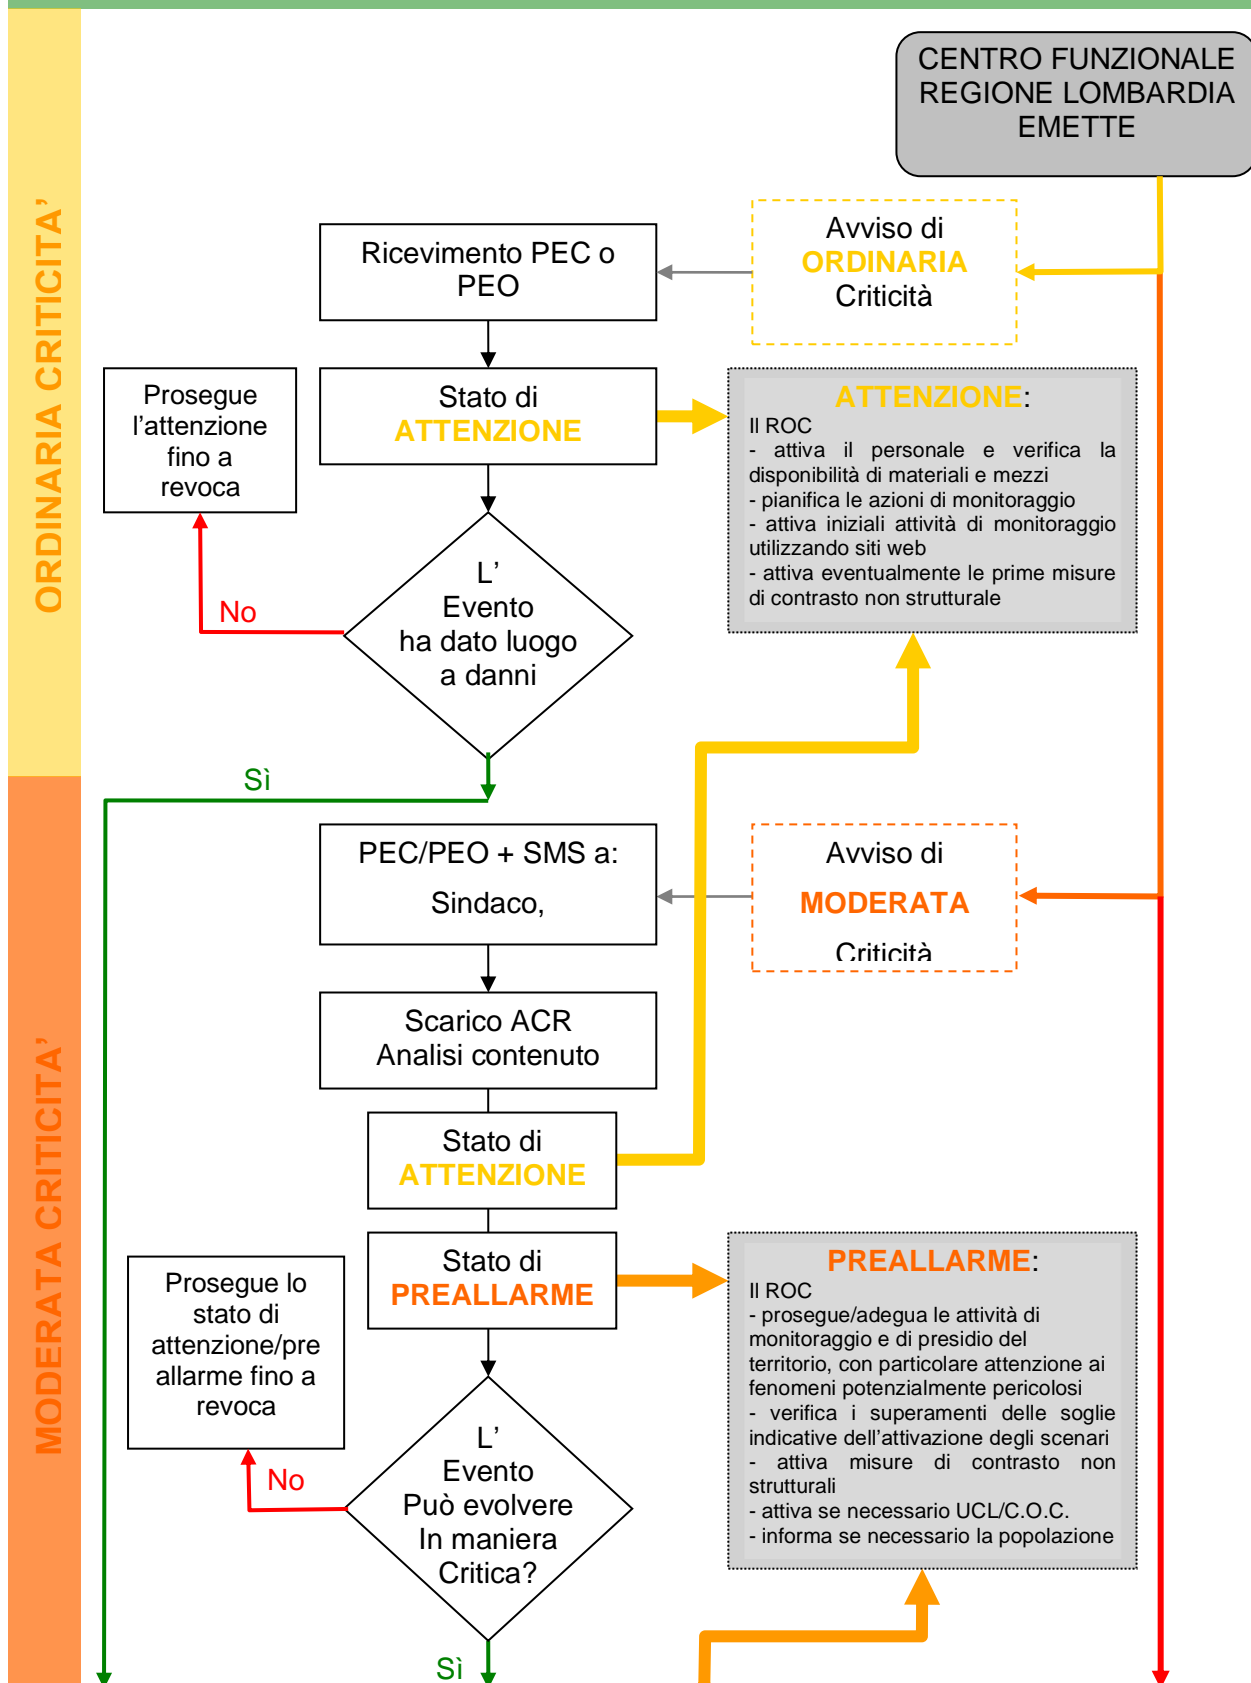 CENTRO FUNZIONALE
REGIONE LOMBARDIA
EMETTE
ORDINARIA CRITICITA’
Avviso di
ORDINARIA
Criticità
Ricevimento PEC o
PEO
Stato di
ATTENZIONE
Prosegue
l’attenzione
fino a
revoca
ATTENZIONE:
Il ROC
- attiva il personale e verifica la
disponibilità di materiali e mezzi
- pianifica le azioni di monitoraggio
- attiva iniziali attività di monitoraggio
utilizzando siti web
- attiva eventualmente le prime misure
di contrasto non strutturale
L’
Evento
ha dato luogo
a danni
No
Sì
MODERATA CRITICITA’
Avviso di
MODERATA
Criticità
PEC/PEO + SMS a:
Sindaco,
Scarico ACR
Analisi contenuto
Stato di
ATTENZIONE
Stato di
PREALLARME
Prosegue lo
stato di
attenzione/pre
allarme fino a
revoca
PREALLARME:
Il ROC
- prosegue/adegua le attività di
monitoraggio e di presidio del
territorio, con particolare attenzione ai
fenomeni potenzialmente pericolosi
- verifica i superamenti delle soglie
indicative dell’attivazione degli scenari
- attiva misure di contrasto non
strutturali
- attiva se necessario UCL/C.O.C.
- informa se necessario la popolazione
L’
Evento
Può evolvere
In maniera
Critica?
No
Sì